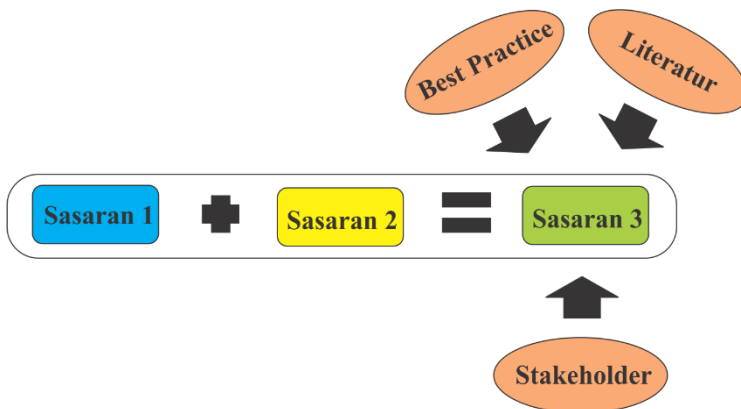 Best Practice
Literatur
Sasaran 1
Sasaran 2
Sasaran 3
Stakeholder